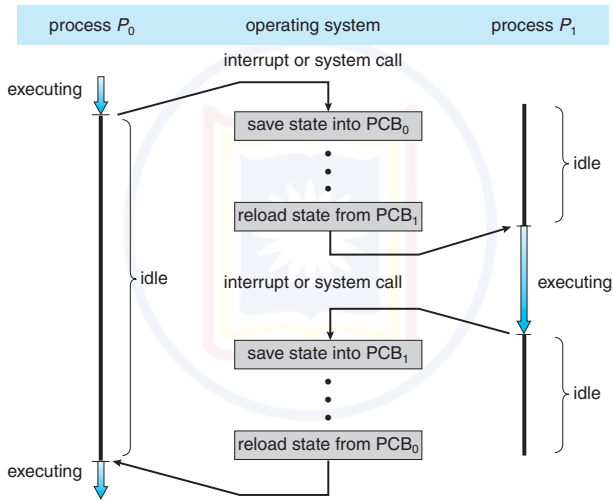 process P0
operating system
process P1
interrupt or system call
executing
save state into PCB0
idle
reload state from PCB1
idle
interrupt or system call
executing
save state into PCB1
idle
reload state from PCB0
executing